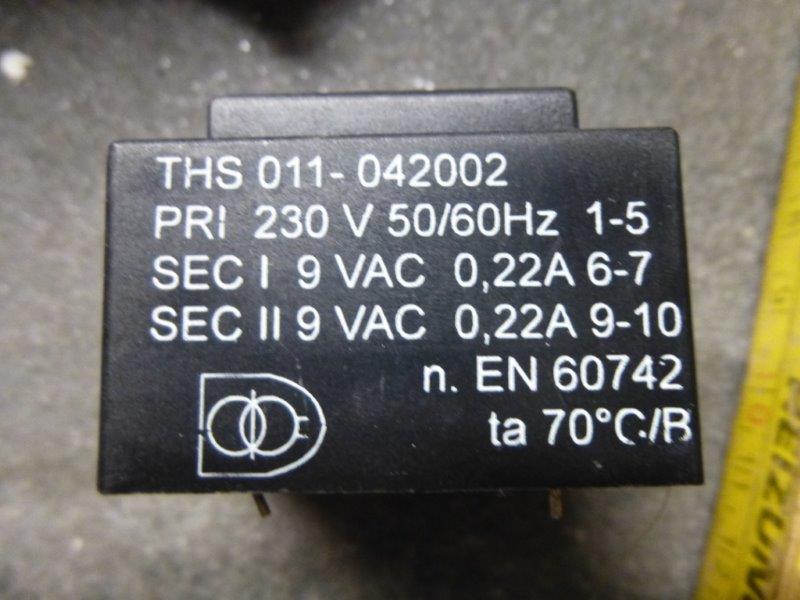 THS 011- 042002
PRI 230 V 50/60Hz 1-5
SEC I 9 VAC 0,22A 6-7
SEC II 9 VAC 0,22A 9-10
n. EN 60742
ta 70°C/B